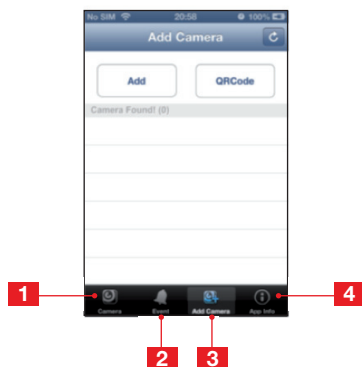 No SIM 20:58 100%
Add Camera
Add QRCode
Camera Found! (0)
1 4
Camera Event Add Camera App Info
2 3